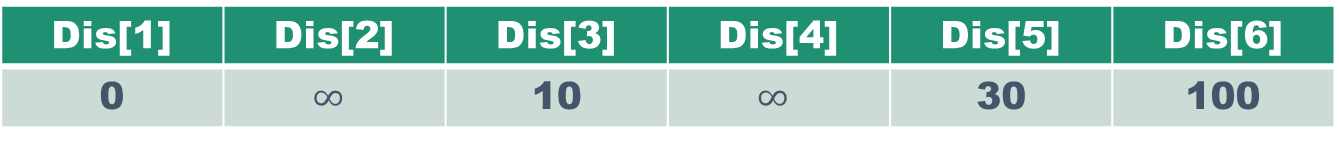 Dis[1] Dis[2] Dis[3] Dis[4] Dis[5] Dis[6]
0 ∞ 10 ∞ 30 100